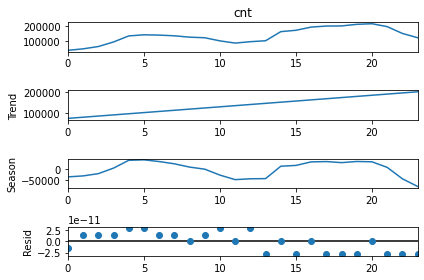 cnt
200000
100000
0 5 10 15 20
200000
100000
Trend
0 5 10 15 20
0
−50000
Season
0 5 10 15 20
1e−11
2.5
0.0
−2.5
Resid
0 5 10 15 20